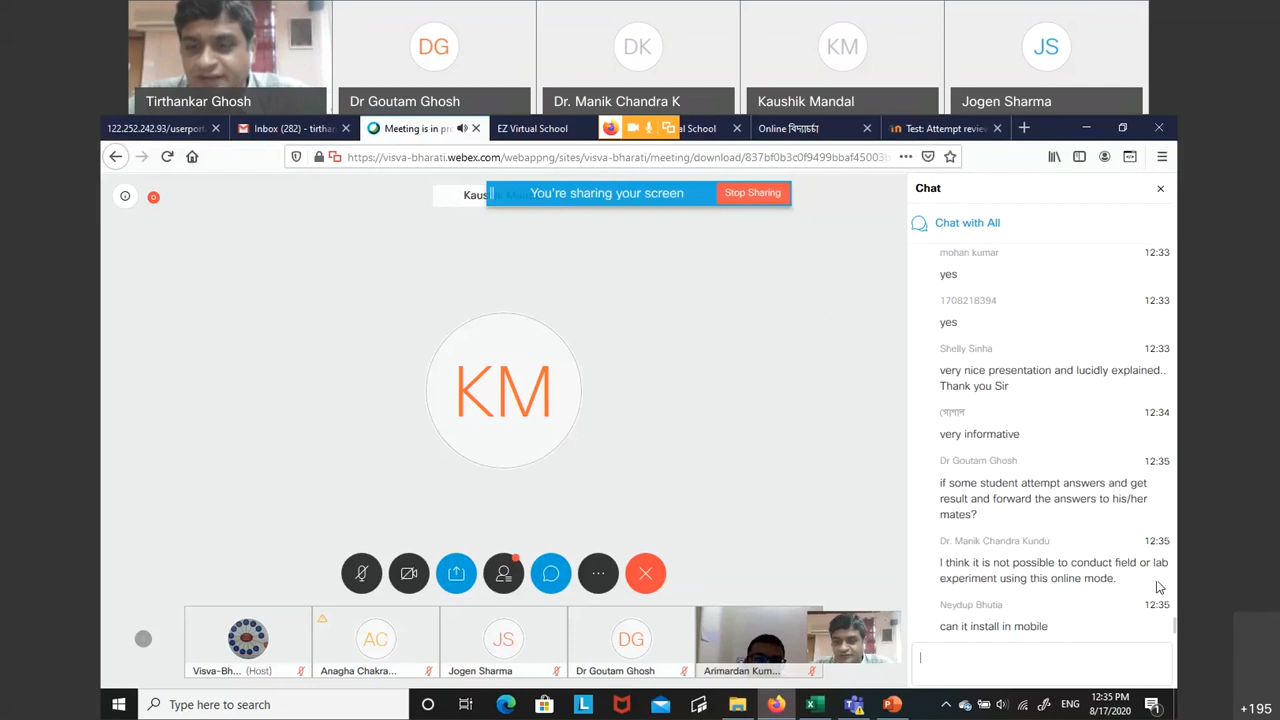 DG
DK
KM
JS
Tirthankar Ghosh
Dr Goutam Ghosh
Dr. Manik Chandra K
Kaushik Mandal
Jogen Sharma
122.252.242.93/userport
Inbox (282) - tirthan
Meeting is in pr
EZ Virtual School
al School
Online বিদ্যাচর্চা
Test: Attempt review
https://visva-bharati.webex.com/webappng/sites/visva-bharati/meeting/download/837bf0b3c0f9499bbaf45003
You're sharing your screen
Stop Sharing
Chat
Chat with All
mohan kumar 12:33
yes
1708218394 12:33
yes
Shelly Sinha 12:33
very nice presentation and lucidly explained..
Thank you Sir
গোপাল 12:34
very informative
Dr Goutam Ghosh 12:35
if some student attempt answers and get
result and forward the answers to his/her
mates?
Dr. Manik Chandra Kundu 12:35
I think it is not possible to conduct field or lab
experiment using this online mode.
Neydup Bhutia 12:35
can it install in mobile
KM
AC
JS
DG
Visva-Bh... (Host)
Anagha Chakra...
Jogen Sharma
Dr Goutam Ghosh
Arimardan Kum...
Type here to search
ENG
12:35 PM
8/17/2020
+195